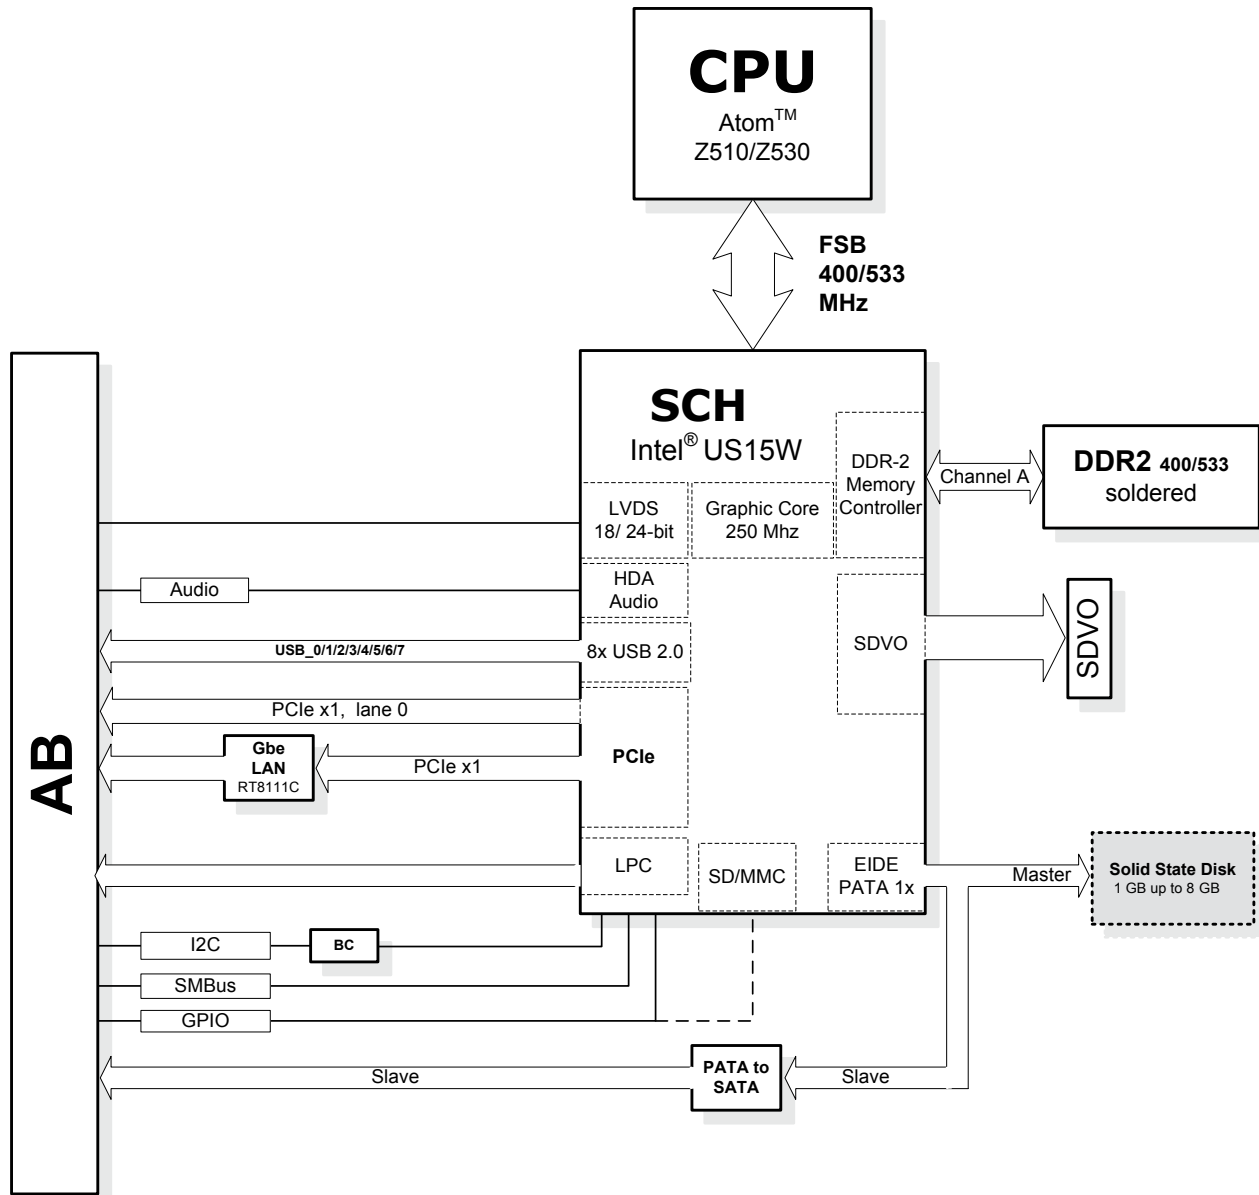 CPU
Atom™
Z510/Z530
FSB
400/533
MHz
SCH
Intel® US15W
DDR-2
Memory
Controller
Channel A
DDR2 400/533
soldered
LVDS
18/ 24-bit
Graphic Core
250 Mhz
Audio
HDA
Audio
USB_0/1/2/3/4/5/6/7
8x USB 2.0
SDVO
SDVO
PCIe x1, lane 0
AB
Gbe
LAN
RT8111C
PCIe x1
PCIe
LPC
SD/MMC
EIDE
PATA 1x
Master
Solid State Disk
1 GB up to 8 GB
I2C
BC
SMBus
GPIO
Slave
PATA to
SATA
Slave